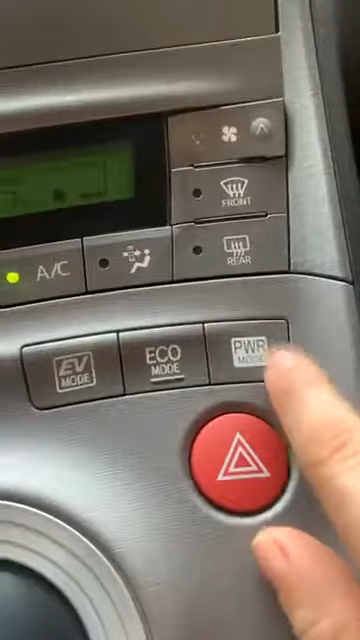 FRONT
A/C
REAR
EV MODE
ECO MODE
PWR MODE